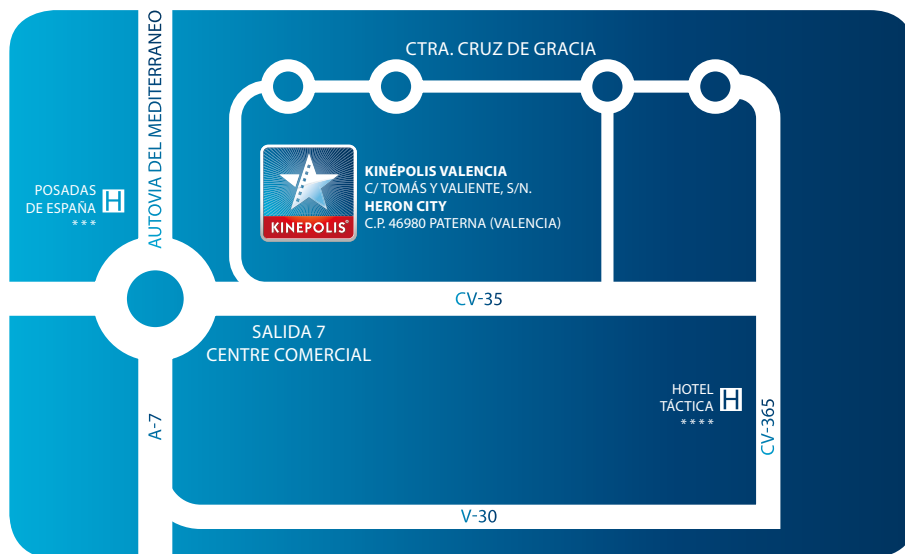 CTRA. CRUZ DE GRACIA
AUTOVIA DEL MEDITERRANEO
KINEPOLIS®
KINÉPOLIS VALENCIA
C/ TOMÁS Y VALIENTE, S/N.
HERON CITY
C.P. 46980 PATERNA (VALENCIA)
POSADAS
DE ESPAÑA H
***
CV-35
SALIDA 7
CENTRE COMERCIAL
HOTEL
TÁCTICA H
****
A-7
CV-365
V-30